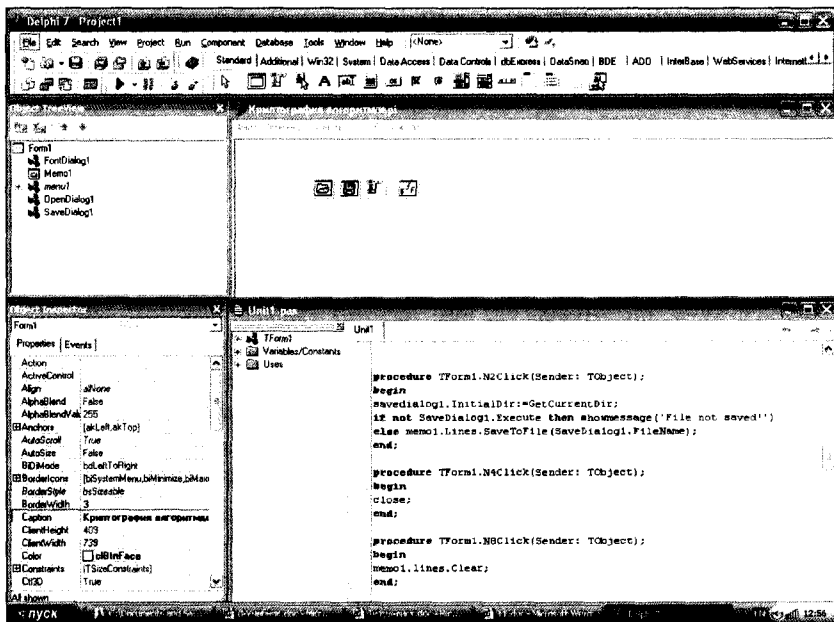 Delphi 7 Project1
File Edit Search View Project Run Component Database Tools Window Help <None>
Standard Additional Win32 System Data Access Data Controls dbExpress DataSnap BDE ADO InterBase WebServices
Object TreeView
Form1
FontDialog1
Memo1
menu1
OpenDialog1
SaveDialog1
Object Inspector
Form1
Properties Events
Action
ActiveControl
Align alNone
AlphaBlend False
255
Anchors [akLeft,akTop]
AutoScroll True
AutoSize False
BiDiMode bdLeftToRight
BorderIcons
BorderStyle bsSizeable
BorderWidth 3
Caption
ClientHeight 409
ClientWidth 739
Color clBtnFace
Constraints (TSizeConstraints)
Ctl3D True
All shown
Unit1.pas
Unit1
TForm1
Variables/Constants
Uses
procedure TForm1.N2Click(Sender: TObject);
begin
savedialog1.InitialDir:=GetCurrentDir;
if not SaveDialog1.Execute then showmessage('File not saved!')
else memo1.Lines.SaveToFile(SaveDialog1.FileName);
end;
procedure TForm1.N4Click(Sender: TObject);
begin
close;
end;
procedure TForm1.N8Click(Sender: TObject);
begin
memo1.lines.Clear;
end;
пуск
12:56